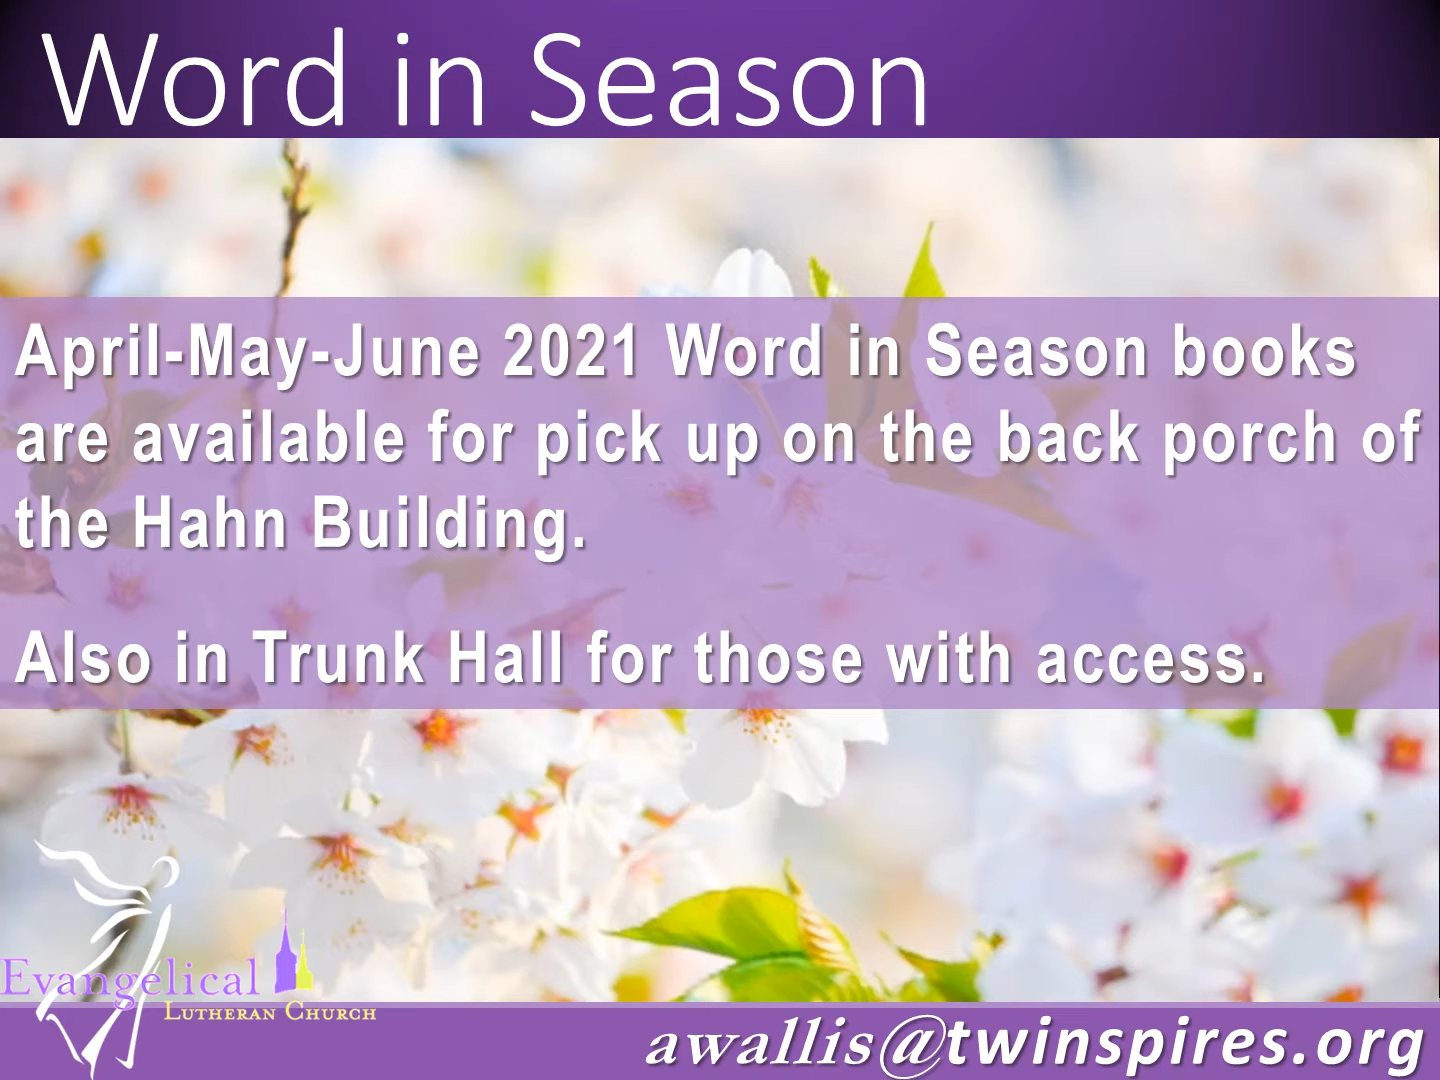 Word in Season
April-May-June 2021 Word in Season books
are available for pick up on the back porch of
the Hahn Building.
Also in Trunk Hall for those with access.
Evangelical
Lutheran Church
awallis@twinspires.org